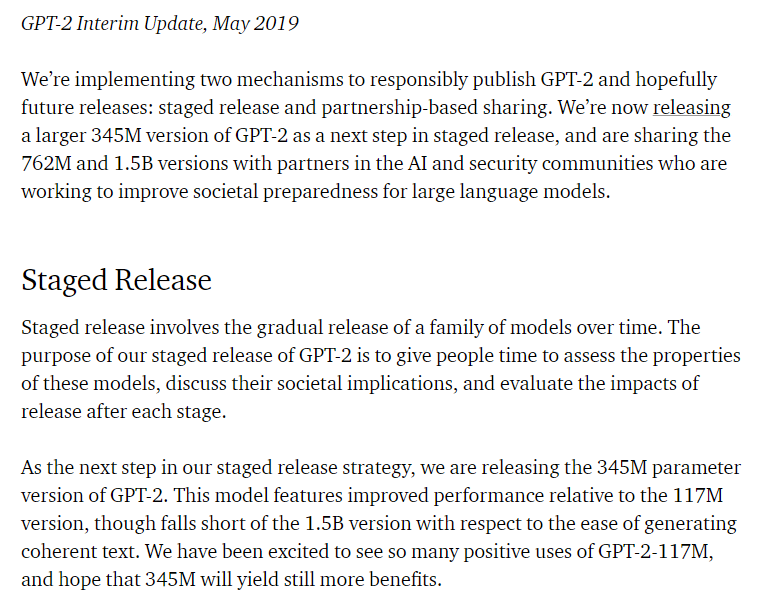 GPT-2 Interim Update, May 2019
We’re implementing two mechanisms to responsibly publish GPT-2 and hopefully
future releases: staged release and partnership-based sharing. We’re now releasing
a larger 345M version of GPT-2 as a next step in staged release, and are sharing the
762M and 1.5B versions with partners in the AI and security communities who are
working to improve societal preparedness for large language models.
Staged Release
Staged release involves the gradual release of a family of models over time. The
purpose of our staged release of GPT-2 is to give people time to assess the properties
of these models, discuss their societal implications, and evaluate the impacts of
release after each stage.
As the next step in our staged release strategy, we are releasing the 345M parameter
version of GPT-2. This model features improved performance relative to the 117M
version, though falls short of the 1.5B version with respect to the ease of generating
coherent text. We have been excited to see so many positive uses of GPT-2-117M,
and hope that 345M will yield still more benefits.